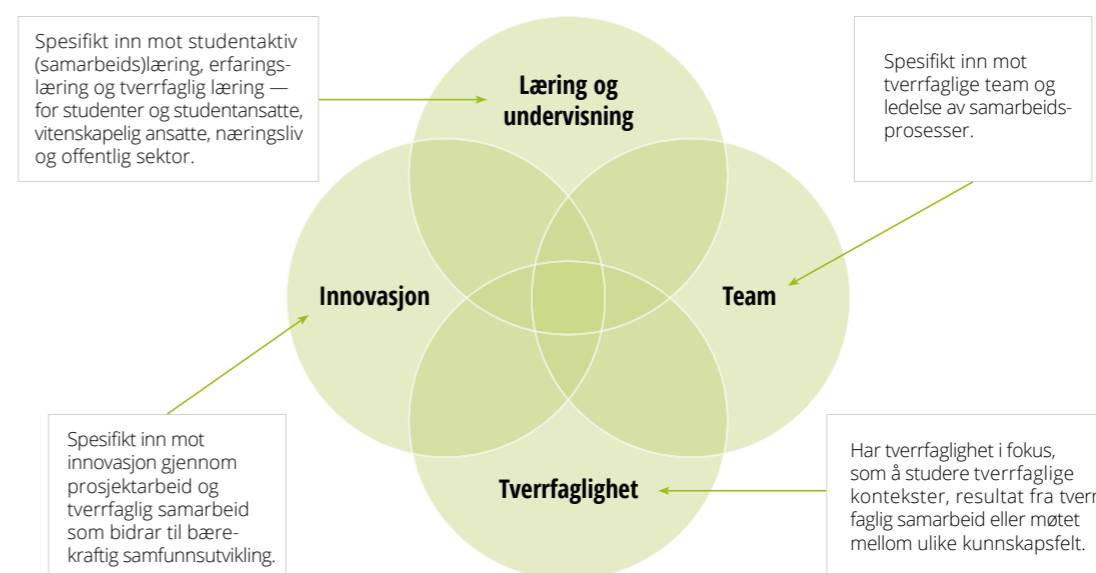 Spesifikt inn mot studentaktiv
(samarbeids)læring, erfarings-
læring og tverrfaglig læring —
for studenter og studentansatte,
vitenskapelig ansatte, næringsliv
og offentlig sektor.
Læring og
undervisning
Spesifikt inn mot
tverrfaglige team og
ledelse av samarbeids-
prosesser.
Innovasjon
Team
Spesifikt inn mot
innovasjon gjennom
prosjektarbeid og
tverrfaglig samarbeid
som bidrar til bære-
kraftig samfunnsutvikling.
Tverrfaglighet
Har tverrfaglighet i fokus,
som å studere tverrfaglige
kontekster, resultat fra tverr
faglig samarbeid eller møtet
mellom ulike kunnskapsfelt.